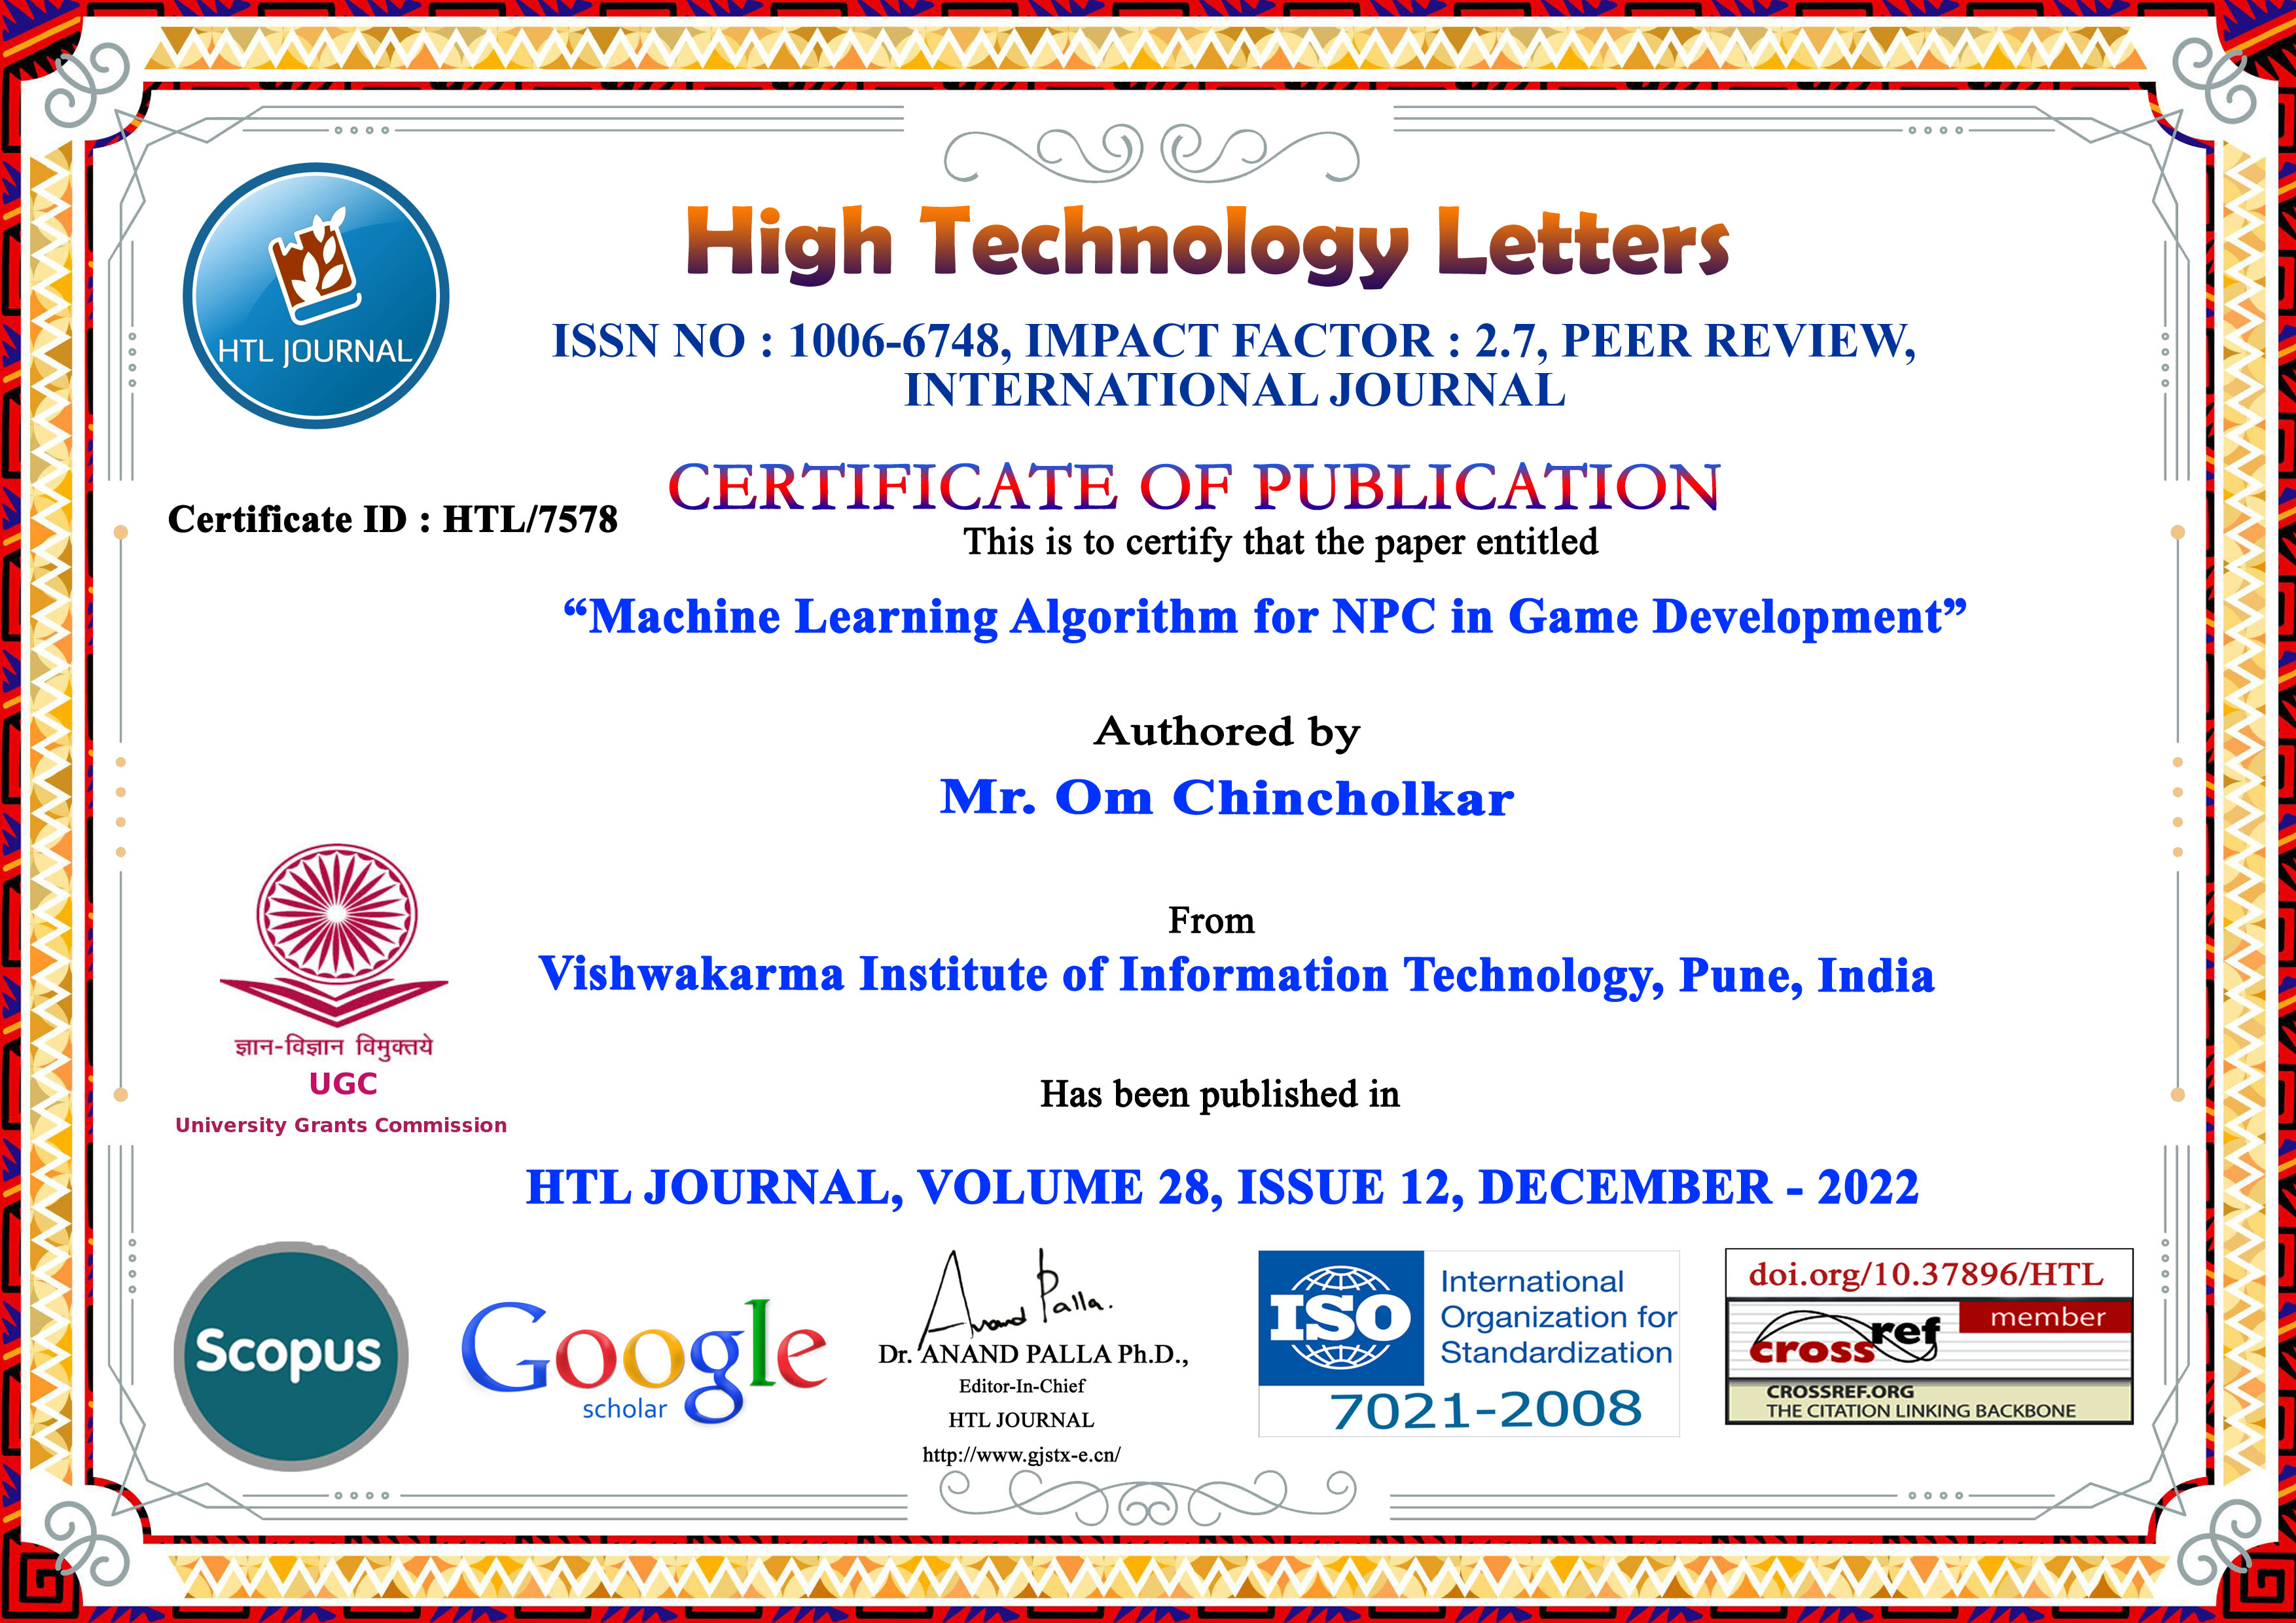 HTL JOURNAL
High Technology Letters
ISSN NO : 1006-6748, IMPACT FACTOR : 2.7, PEER REVIEW,
INTERNATIONAL JOURNAL
CERTIFICATE OF PUBLICATION
Certificate ID : HTL/7578
This is to certify that the paper entitled
“Machine Learning Algorithm for NPC in Game Development”
Authored by
Mr. Om Chincholkar
From
Vishwakarma Institute of Information Technology, Pune, India
ज्ञान-विज्ञान विमुक्तये
UGC
University Grants Commission
Has been published in
HTL JOURNAL, VOLUME 28, ISSUE 12, DECEMBER - 2022
Scopus
Google
scholar
Anand Palla.
Dr. ANAND PALLA Ph.D.,
Editor-In-Chief
HTL JOURNAL
http://www.gjstx-e.cn/
ISO
International
Organization for
Standardization
7021-2008
doi.org/10.37896/HTL
member
crossref
CROSSREF.ORG
THE CITATION LINKING BACKBONE